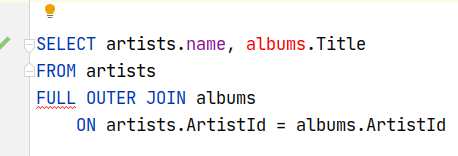 SELECT artists.name, albums.Title
FROM artists
FULL OUTER JOIN albums
    ON artists.ArtistId = albums.ArtistId